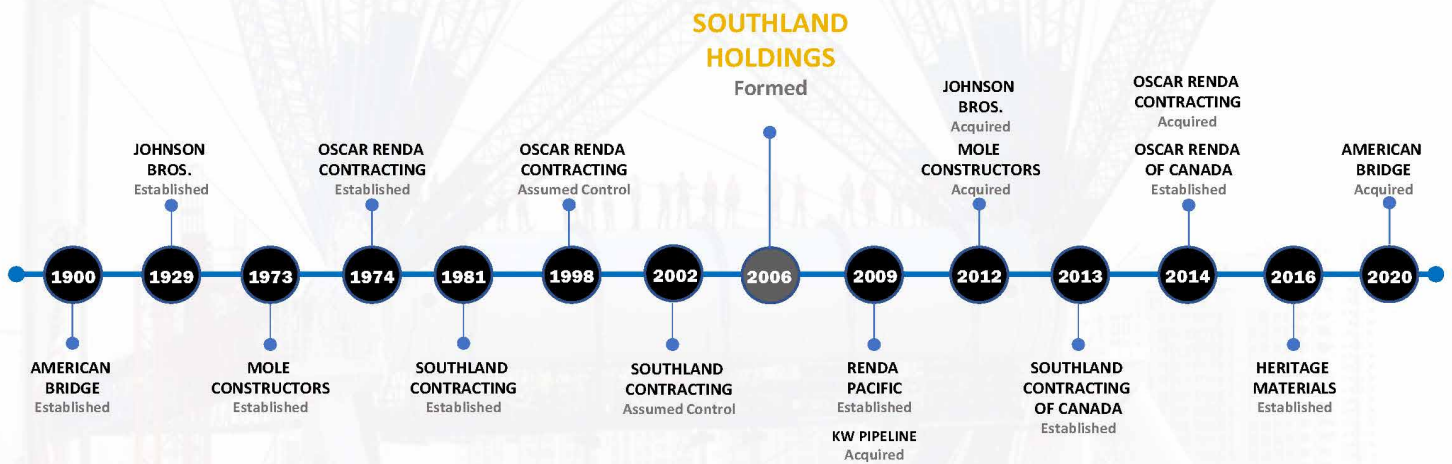 SOUTHLAND
HOLDINGS
Formed
JOHNSON
BROS.
Established
OSCAR RENDA
CONTRACTING
Established
OSCAR RENDA
CONTRACTING
Assumed Control
JOHNSON
BROS.
Acquired
MOLE
CONSTRUCTORS
Acquired
OSCAR RENDA
CONTRACTING
Acquired
OSCAR RENDA
OF CANADA
Established
AMERICAN
BRIDGE
Acquired
1900
1929
1973
1974
1981
1998
2002
2006
2009
2012
2013
2014
2016
2020
AMERICAN
BRIDGE
Established
MOLE
CONSTRUCTORS
Established
SOUTHLAND
CONTRACTING
Established
SOUTHLAND
CONTRACTING
Assumed Control
RENDA
PACIFIC
Established
KW PIPELINE
Acquired
SOUTHLAND
CONTRACTING
OF CANADA
Established
HERITAGE
MATERIALS
Established